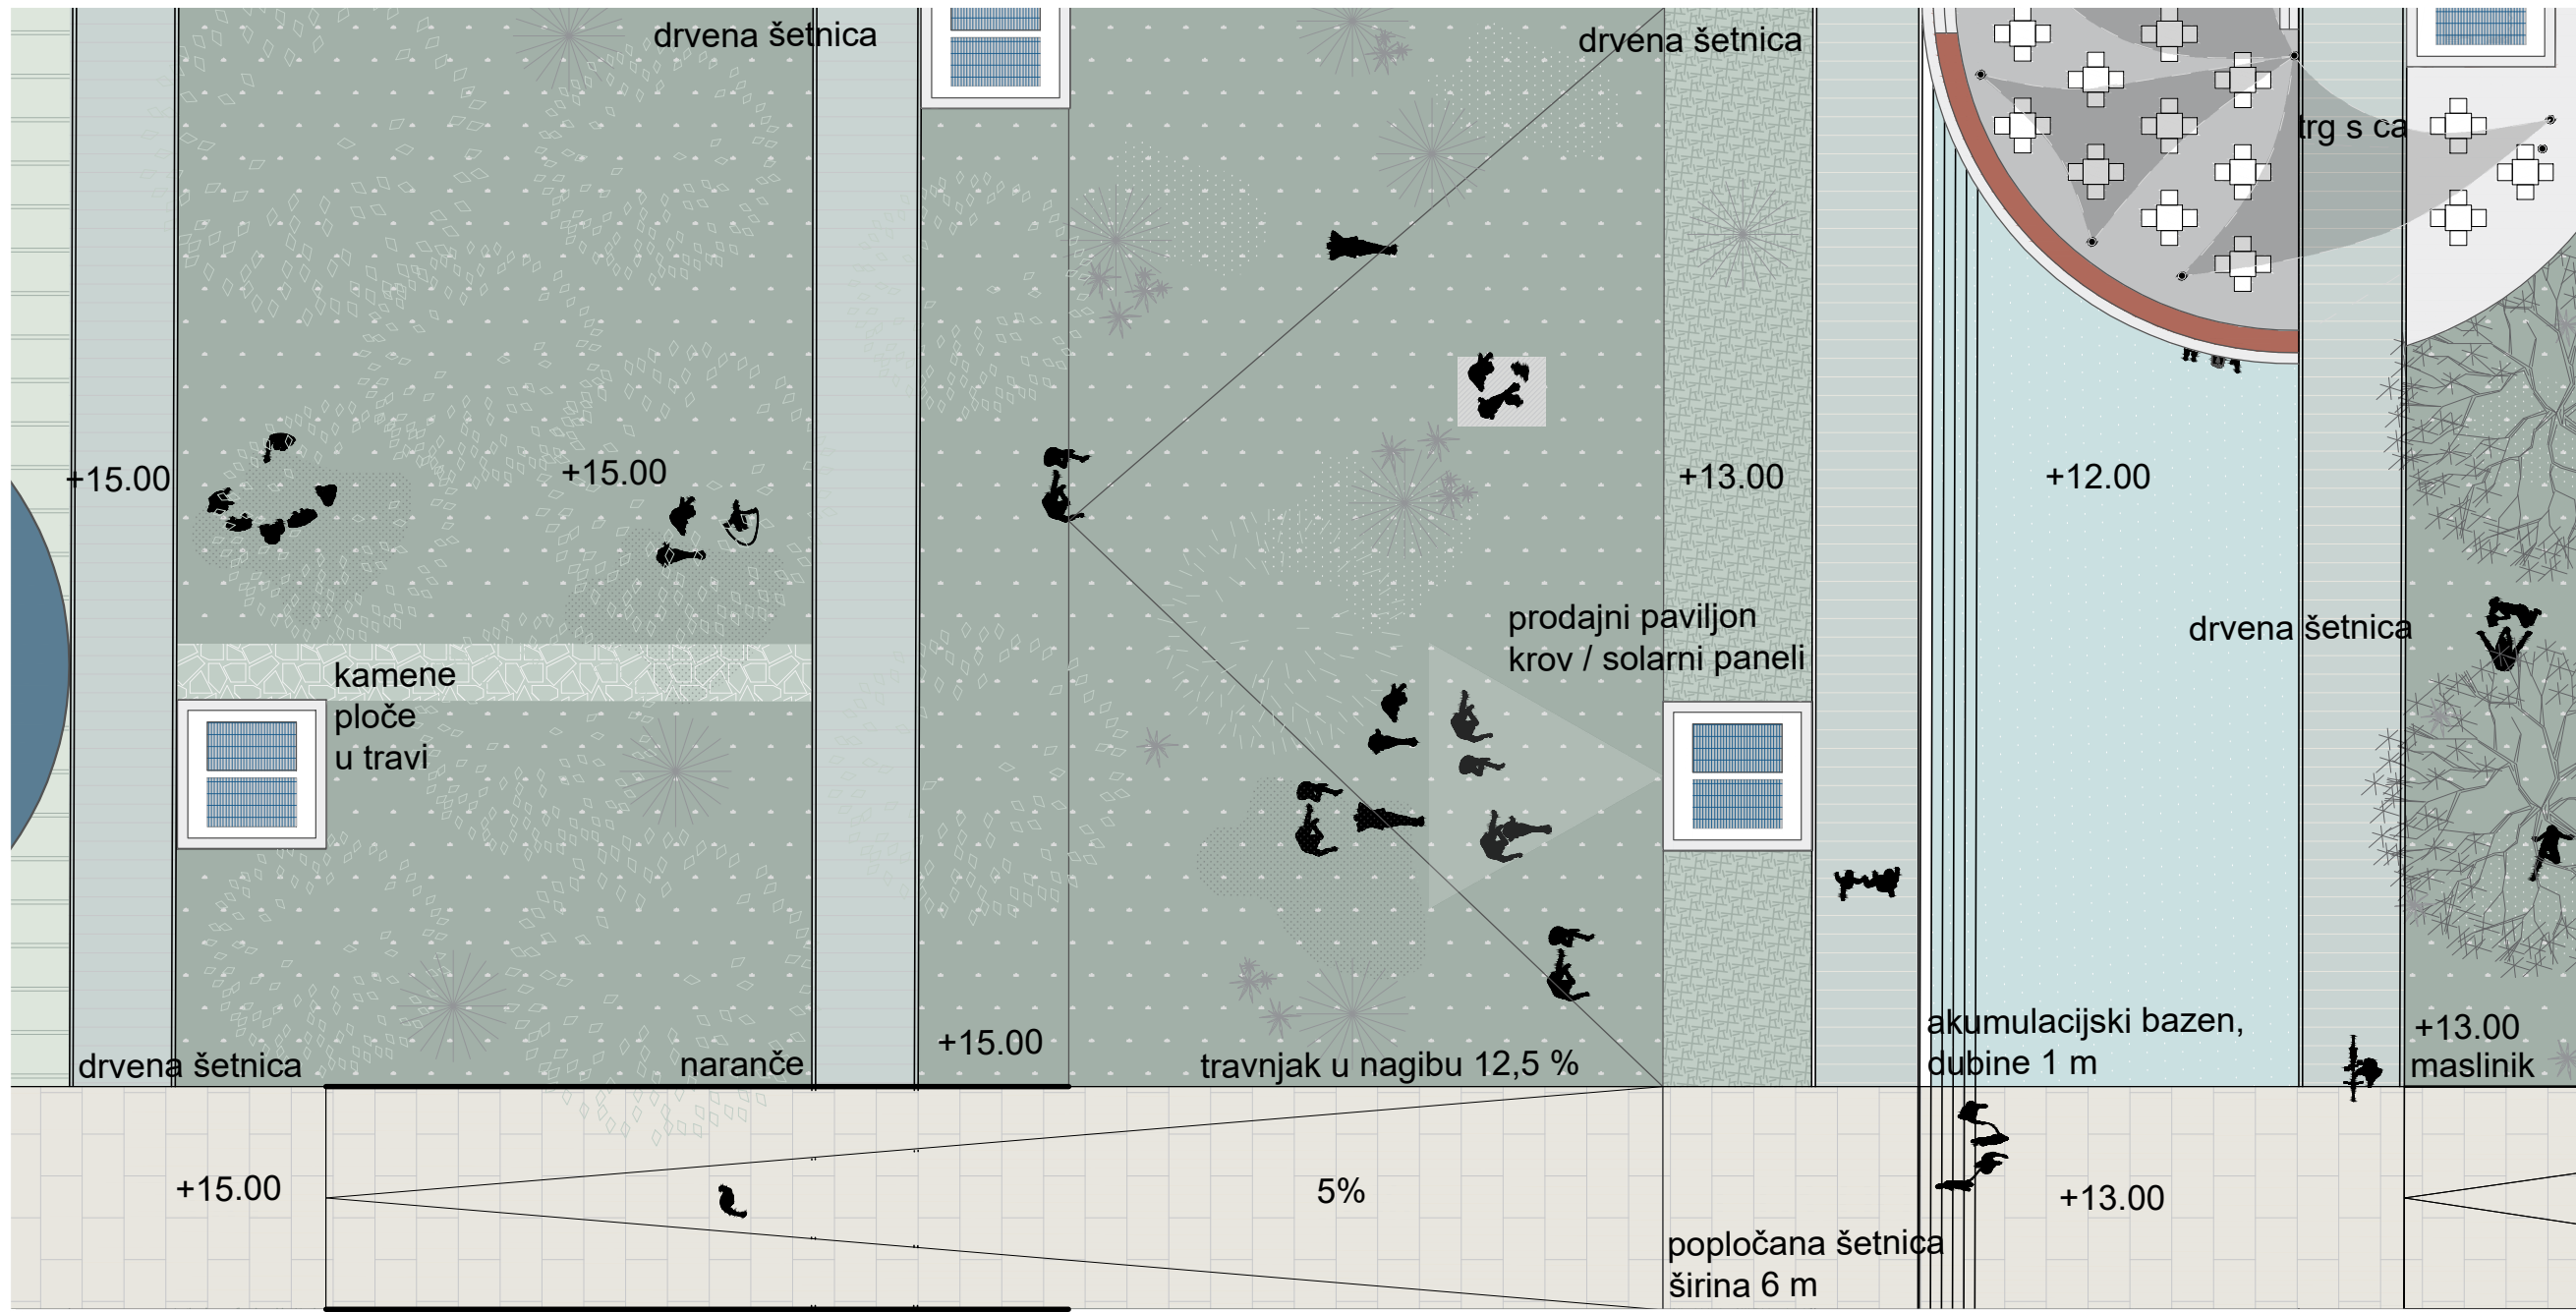 drvena šetnica
drvena šetnica
trg s ca
+15.00
+15.00
+13.00
+12.00
prodajni paviljon
krov / solarni paneli
drvena šetnica
kamene
ploče
u travi
akumulacijski bazen,
dubine 1 m
+15.00
+13.00
maslinik
drvena šetnica
naranče
travnjak u nagibu 12,5 %
+15.00
5%
+13.00
popločana šetnica
širina 6 m